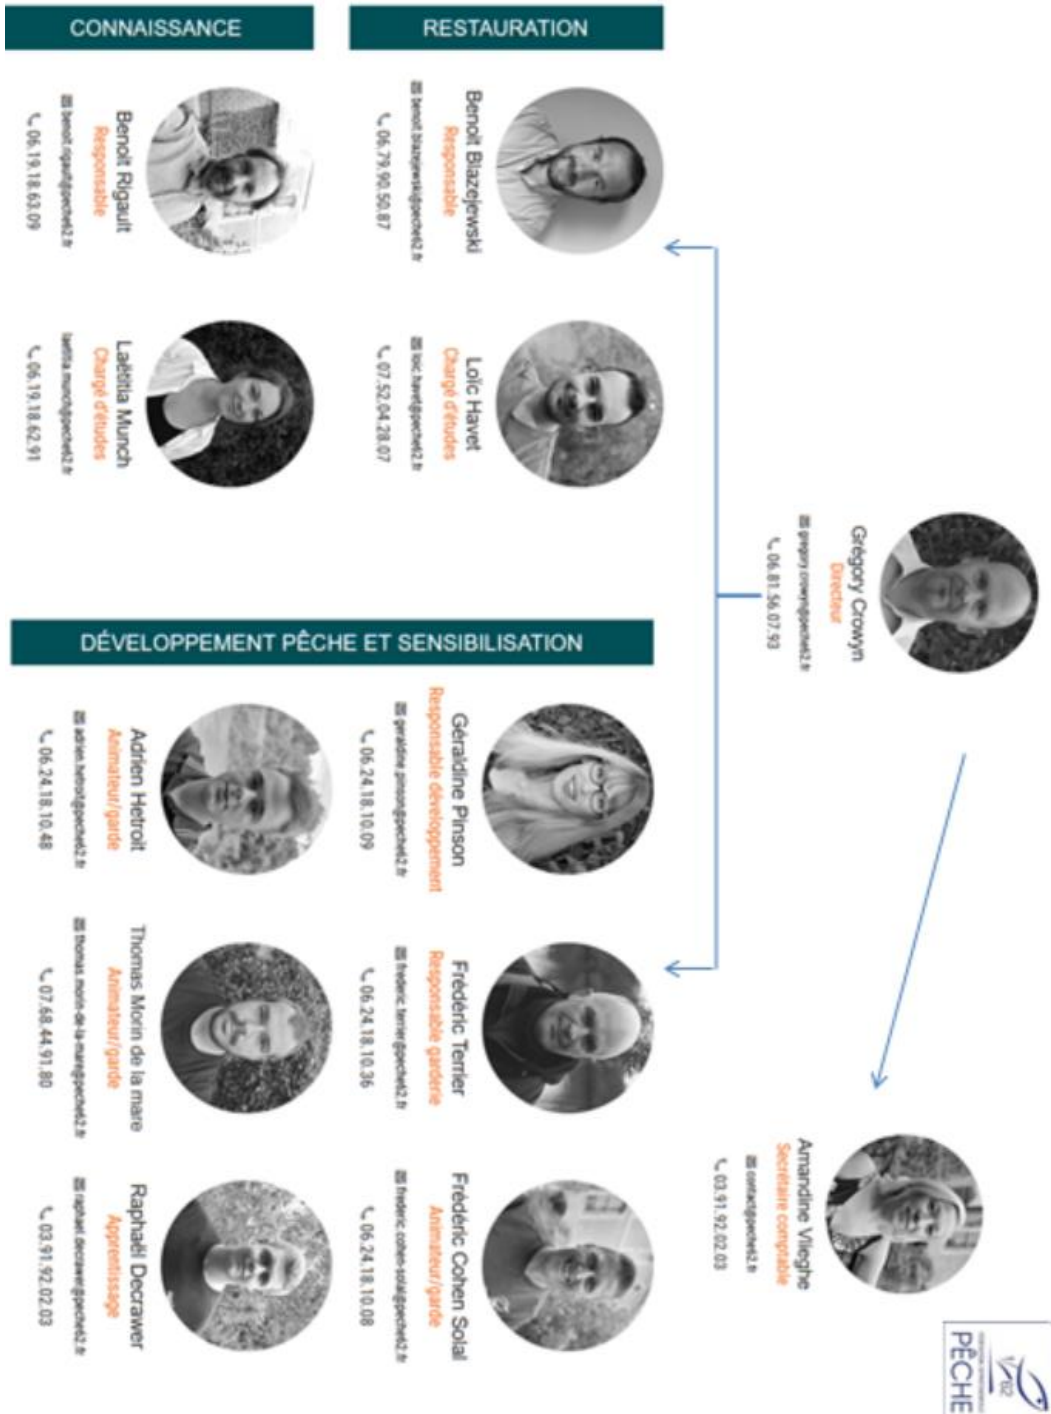 PÊCHE
62
Grégory Crowyn
Directeur
gregory.crowyn@peche62.fr
06.81.56.07.93
Amandine Vlieghe
Secrétaire comptable
contact@peche62.fr
03.91.92.02.03
RESTAURATION
Benoit Blazejewski
Responsable
benoit.blazejewski@peche62.fr
06.79.90.50.87
Loïc Havet
Chargé d'études
loic.havet@peche62.fr
07.52.04.28.07
CONNAISSANCE
Benoit Rigault
Responsable
benoit.rigault@peche62.fr
06.19.18.63.09
Laëtitia Munch
Chargé d'études
laetitia.munch@peche62.fr
06.19.18.62.91
DÉVELOPPEMENT PÊCHE ET SENSIBILISATION
Géraldine Pinson
Responsable développement
geraldine.pinson@peche62.fr
06.24.18.10.09
Frédéric Terrier
Responsable garderie
frederic.terrier@peche62.fr
06.24.18.10.36
Frédéric Cohen Solal
Animateur/garde
frederic.cohen-solal@peche62.fr
06.24.18.10.08
Adrien Hetroit
Animateur/garde
adrien.hetroit@peche62.fr
06.24.18.10.48
Thomas Morin de la mare
Animateur/garde
thomas.morin-de-la-mare@peche62.fr
07.68.44.91.80
Raphaël Decrawer
Apprentissage
raphael.decrawer@peche62.fr
03.91.92.02.03